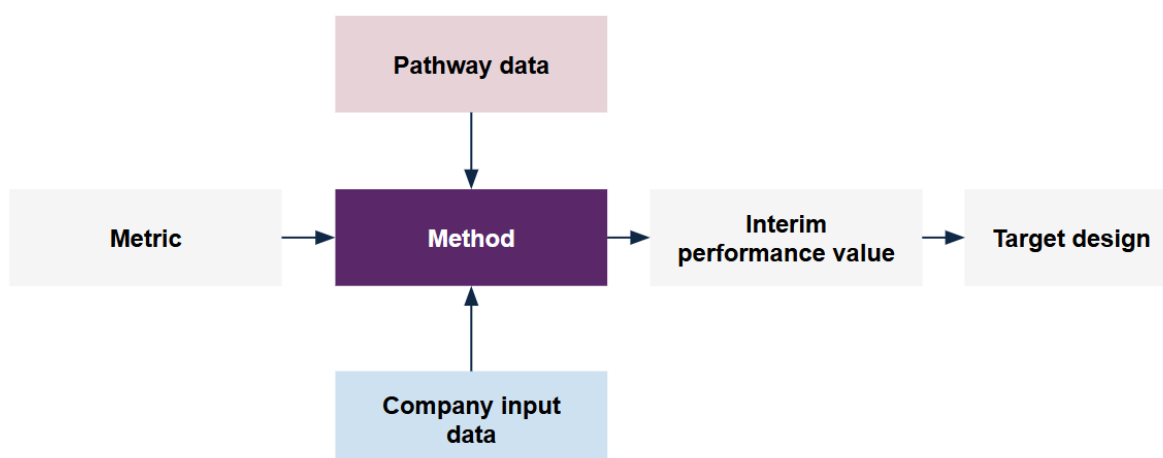 Pathway data
Metric
Method
Interim
performance value
Target design
Company input
data